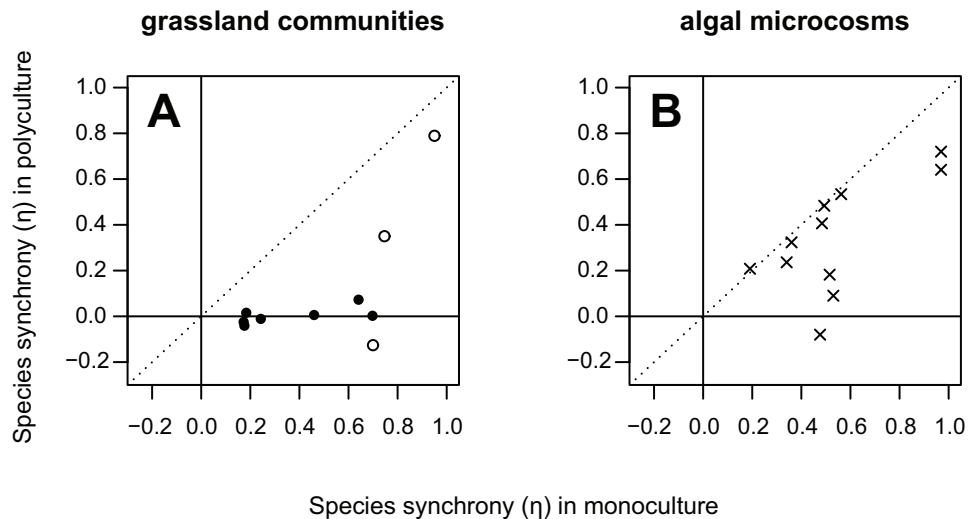 grassland communities
algal microcosms
Species synchrony (η) in polyculture
A
1.0
0.8
0.6
0.4
0.2
0.0
−0.2
−0.2 0.0 0.2 0.4 0.6 0.8 1.0
B
1.0
0.8
0.6
0.4
0.2
0.0
−0.2
−0.2 0.0 0.2 0.4 0.6 0.8 1.0
Species synchrony (η) in monoculture